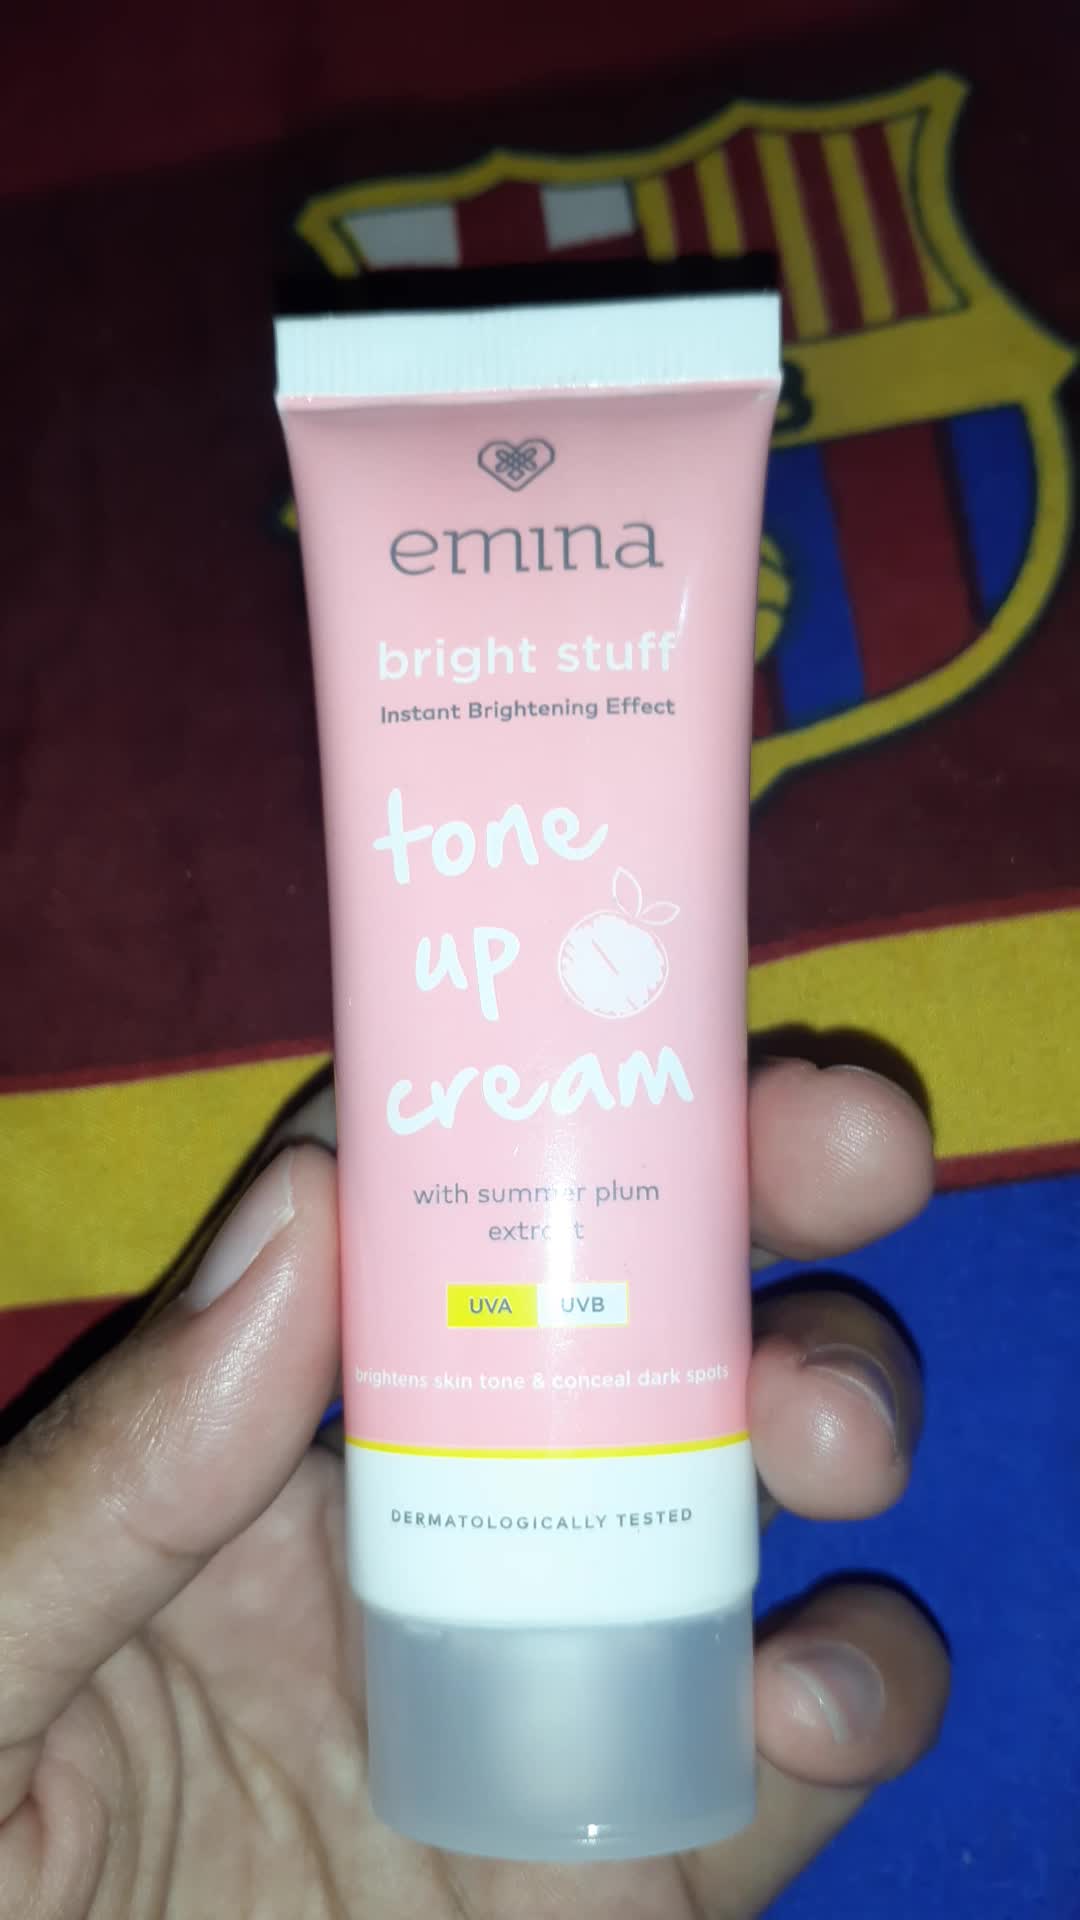 emina
bright stuff
Instant Brightening Effect
tone
up
cream
with summer plum
extract
UVA UVB
brightens skin tone & conceal dark spots
DERMATOLOGICALLY TESTED